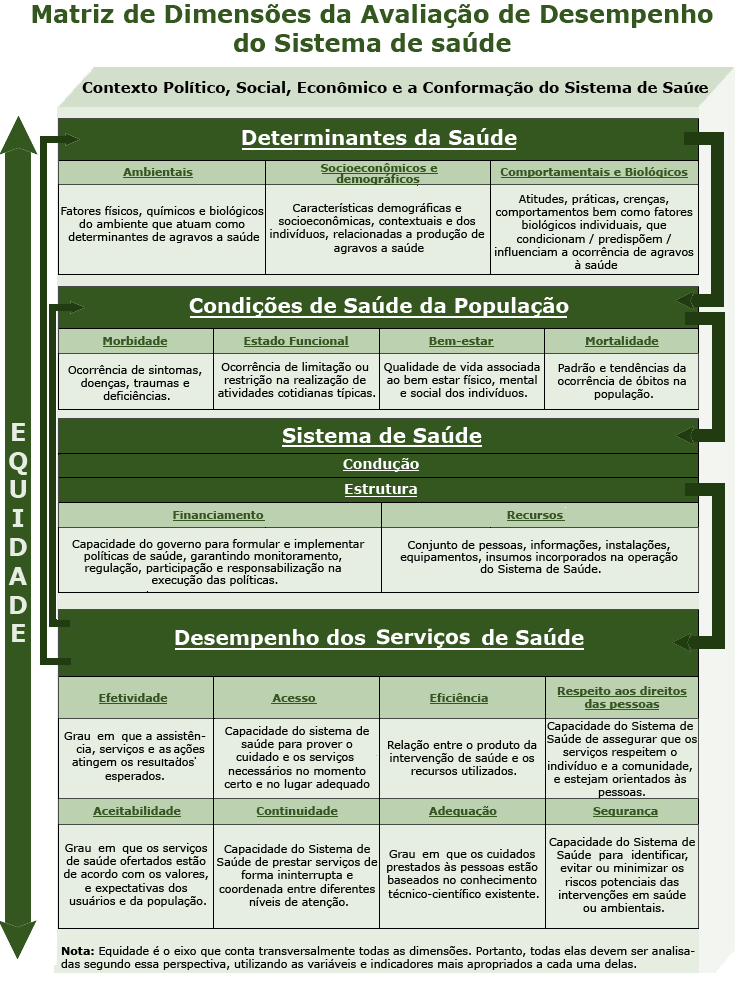 Matriz de Dimensões da Avaliação de Desempenho
do Sistema de saúde
Contexto Político, Social, Econômico e a Conformação do Sistema de Saúce
EQUIDADE
Determinantes da Saúde
Ambientais
Fatores físicos, químicos e biológicos
do ambiente que atuam como
determinantes de agravos a saúde
Socioeconômicos e
demográficos
Características demográficas e
socioeconômicas, contextuais e dos
indivíduos, relacionadas a produção de
agravos a saúde
Comportamentais e Biológicos
Atitudes, práticas, crenças,
comportamentos bem como fatores
biológicos individuais, que
condicionam / predispõem /
influenciam a ocorrência de agravos
à saúde
Condições de Saúde da População
Morbidade
Ocorrência de sintomas,
doenças, traumas e
deficiências.
Estado Funcional
Ocorrência de limitação ou
restrição na realização de
atividades cotidianas típicas.
Bem-estar
Qualidade de vida associada
ao bem estar físico, mental
e social dos indivíduos.
Mortalidade
Padrão e tendências da
ocorrência de óbitos na
população.
Sistema de Saúde
Condução
Estrutura
Financiamento
Capacidade do governo para formular e implementar
políticas de saúde, garantindo monitoramento,
regulação, participação e responsabilização na
execução das políticas.
Recursos
Conjunto de pessoas, informações, instalações,
equipamentos, insumos incorporados na operação
do Sistema de Saúde.
Desempenho dos Serviços de Saúde
Efetividade
Grau em que a assistên-
cia, serviços e as ações
atingem os resultados
esperados.
Acesso
Capacidade do sistema de
saúde para prover o
cuidado e os serviços
necessários no momento
certo e no lugar adequado
Eficiência
Relação entre o produto da
intervenção de saúde e os
recursos utilizados.
Respeito aos direitos
das pessoas
Capacidade do Sistema de
Saúde de assegurar que os
serviços respeitem o
indivíduo e a comunidade,
e estejam orientados às
pessoas.
Aceitabilidade
Grau em que os serviços
de saúde ofertados estão
de acordo com os valores,
e expectativas dos
usuários e da população.
Continuidade
Capacidade do Sistema de
Saúde de prestar serviços de
forma ininterrupta e
coordenada entre diferentes
níveis de atenção.
Adequação
Grau em que os cuidados
prestados às pessoas estão
baseados no conhecimento
técnico-científico existente.
Segurança
Capacidade do Sistema de
Saúde para identificar,
evitar ou minimizar os
riscos potenciais das
intervenções em saúde
ou ambientais.
Nota: Equidade é o eixo que conta transversalmente todas as dimensões. Portanto, todas elas devem ser analisa-
das segundo essa perspectiva, utilizando as variáveis e indicadores mais apropriados a cada uma delas.